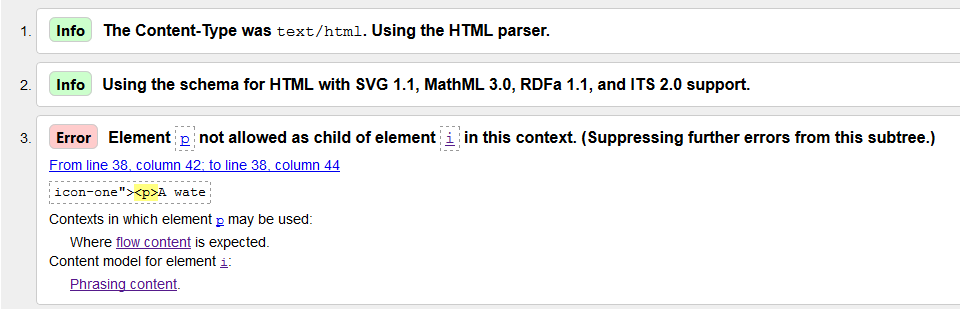 1. Info The Content-Type was text/html. Using the HTML parser.
2. Info Using the schema for HTML with SVG 1.1, MathML 3.0, RDFa 1.1, and ITS 2.0 support.
3. Error Element p not allowed as child of element i in this context. (Suppressing further errors from this subtree.)
From line 38, column 42; to line 38, column 44
icon-one"><p>A wate
Contexts in which element p may be used:
Where flow content is expected.
Content model for element i:
Phrasing content.